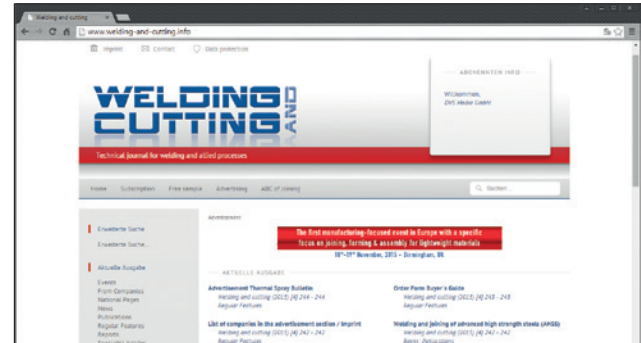 Welding and cutting
www.welding-and-cutting.info
Imprint Contact Data protection
ABONENNTEN INFO
Willkommen,
DVS Media GmbH
WELDING
CUTTING
AND
Technical journal for welding and allied processes
Home Subscription Free sample Advertising ABC of joining
Suchen ...
Erweiterte Suche
Erweiterte Suche...
Aktuelle Ausgabe
Events
From Companies
National Pages
News
Publications
Regular Features
Reports
Advertisement
The first manufacturing-focused event in Europe with a specific
focus on joining, forming & assembly for lightweight materials
November, 2015 – Birmingham, UK
AKTUELLE AUSGABE
Advertisement Thermal Spray Bulletin
Welding and cutting (2015) [4] 244 - 244
Regular Features
List of companies in the advertisement section / Imprint
Welding and cutting (2015) [4] 242 - 242
Regular Features
Order Form Buyer's Guide
Welding and cutting (2015) [4] 243 - 243
Regular Features
Welding and joining of advanced high strength steels (AHSS)
Welding and cutting (2015) [4] 242 - 242
Books, Publications